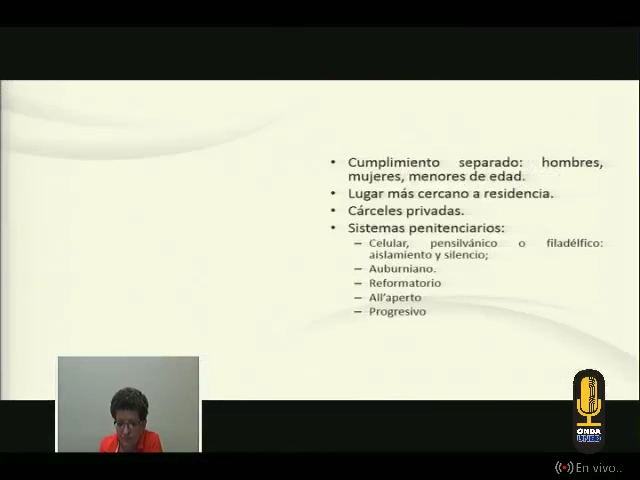 • Cumplimiento separado: hombres,
mujeres, menores de edad.
• Lugar más cercano a residencia.
• Cárceles privadas.
• Sistemas penitenciarios:
– Celular, pensilvánico o filadélfico:
aislamiento y silencio;
– Auburniano.
– Reformatorio
– All’aperto
– Progresivo
ONDA
UNED
En vivo..